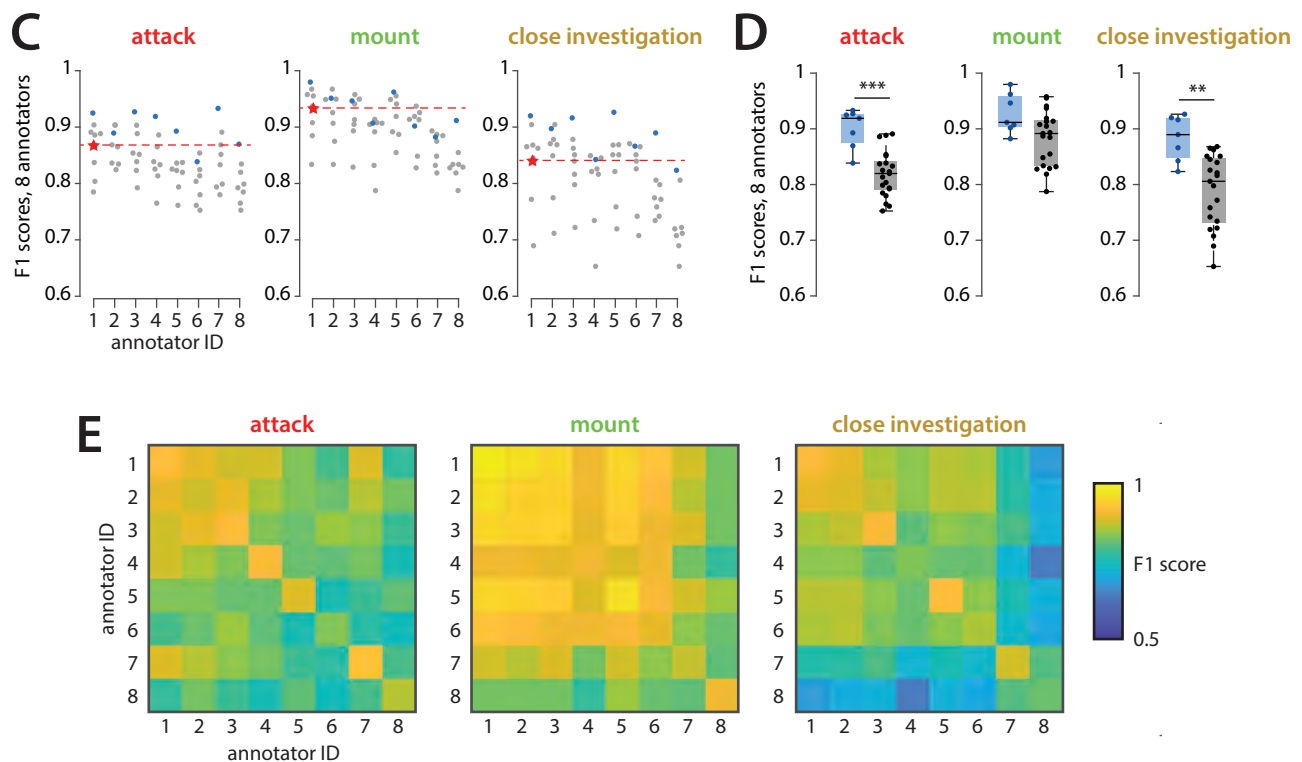 C
attack
mount
close investigation
F1 scores, 8 annotators
1
0.9
0.8
0.7
0.6
1
0.9
0.8
0.7
0.6
1
0.9
0.8
0.7
0.6
1 2 3 4 5 6 7 8
1 2 3 4 5 6 7 8
1 2 3 4 5 6 7 8
annotator ID
D
attack
mount
close investigation
F1 scores, 8 annotators
1
0.9
0.8
0.7
0.6
1
0.9
0.8
0.7
0.6
1
0.9
0.8
0.7
0.6
***
**
E
attack
mount
close investigation
annotator ID
1
2
3
4
5
6
7
8
1
2
3
4
5
6
7
8
1
2
3
4
5
6
7
8
1 2 3 4 5 6 7 8
1 2 3 4 5 6 7 8
1 2 3 4 5 6 7 8
annotator ID
1
F1 score
0.5